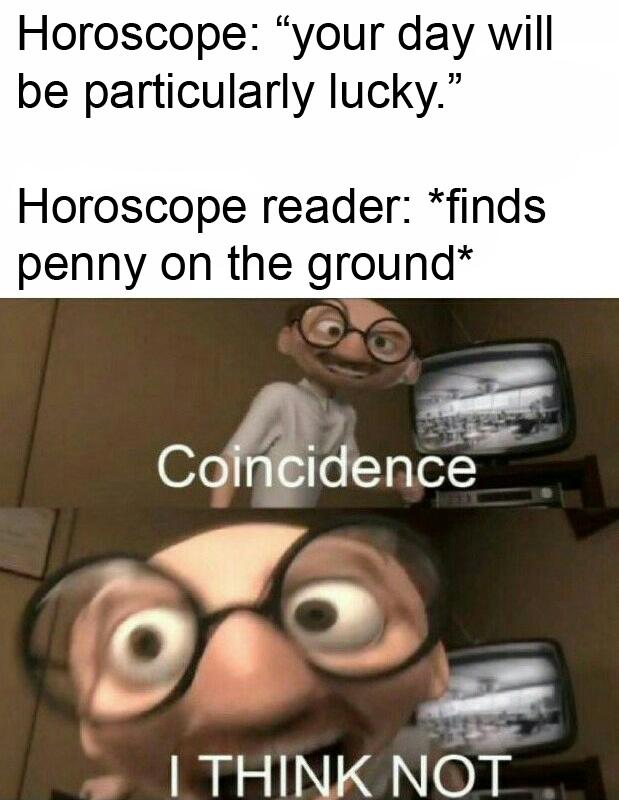 Horoscope: “your day will
be particularly lucky.”
Horoscope reader: *finds
penny on the ground*
Coincidence
I THINK NOT